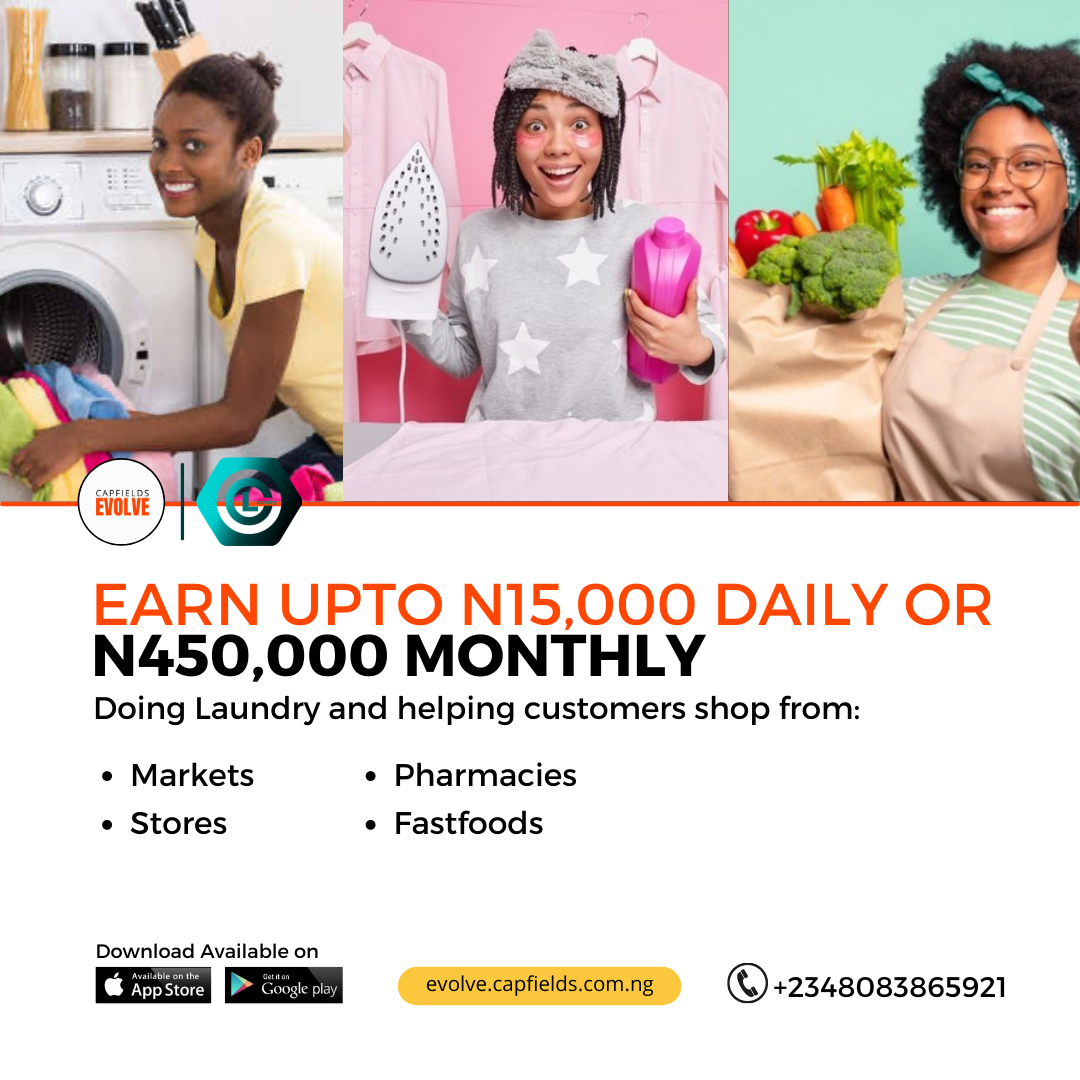 CAPFIELDS
EVOLVE
EARN UPTO N15,000 DAILY OR
N450,000 MONTHLY
Doing Laundry and helping customers shop from:
• Markets
• Stores
• Pharmacies
• Fastfoods
Download Available on
Available on the
App Store
Get it on
Google play
evolve.capfields.com.ng
+2348083865921